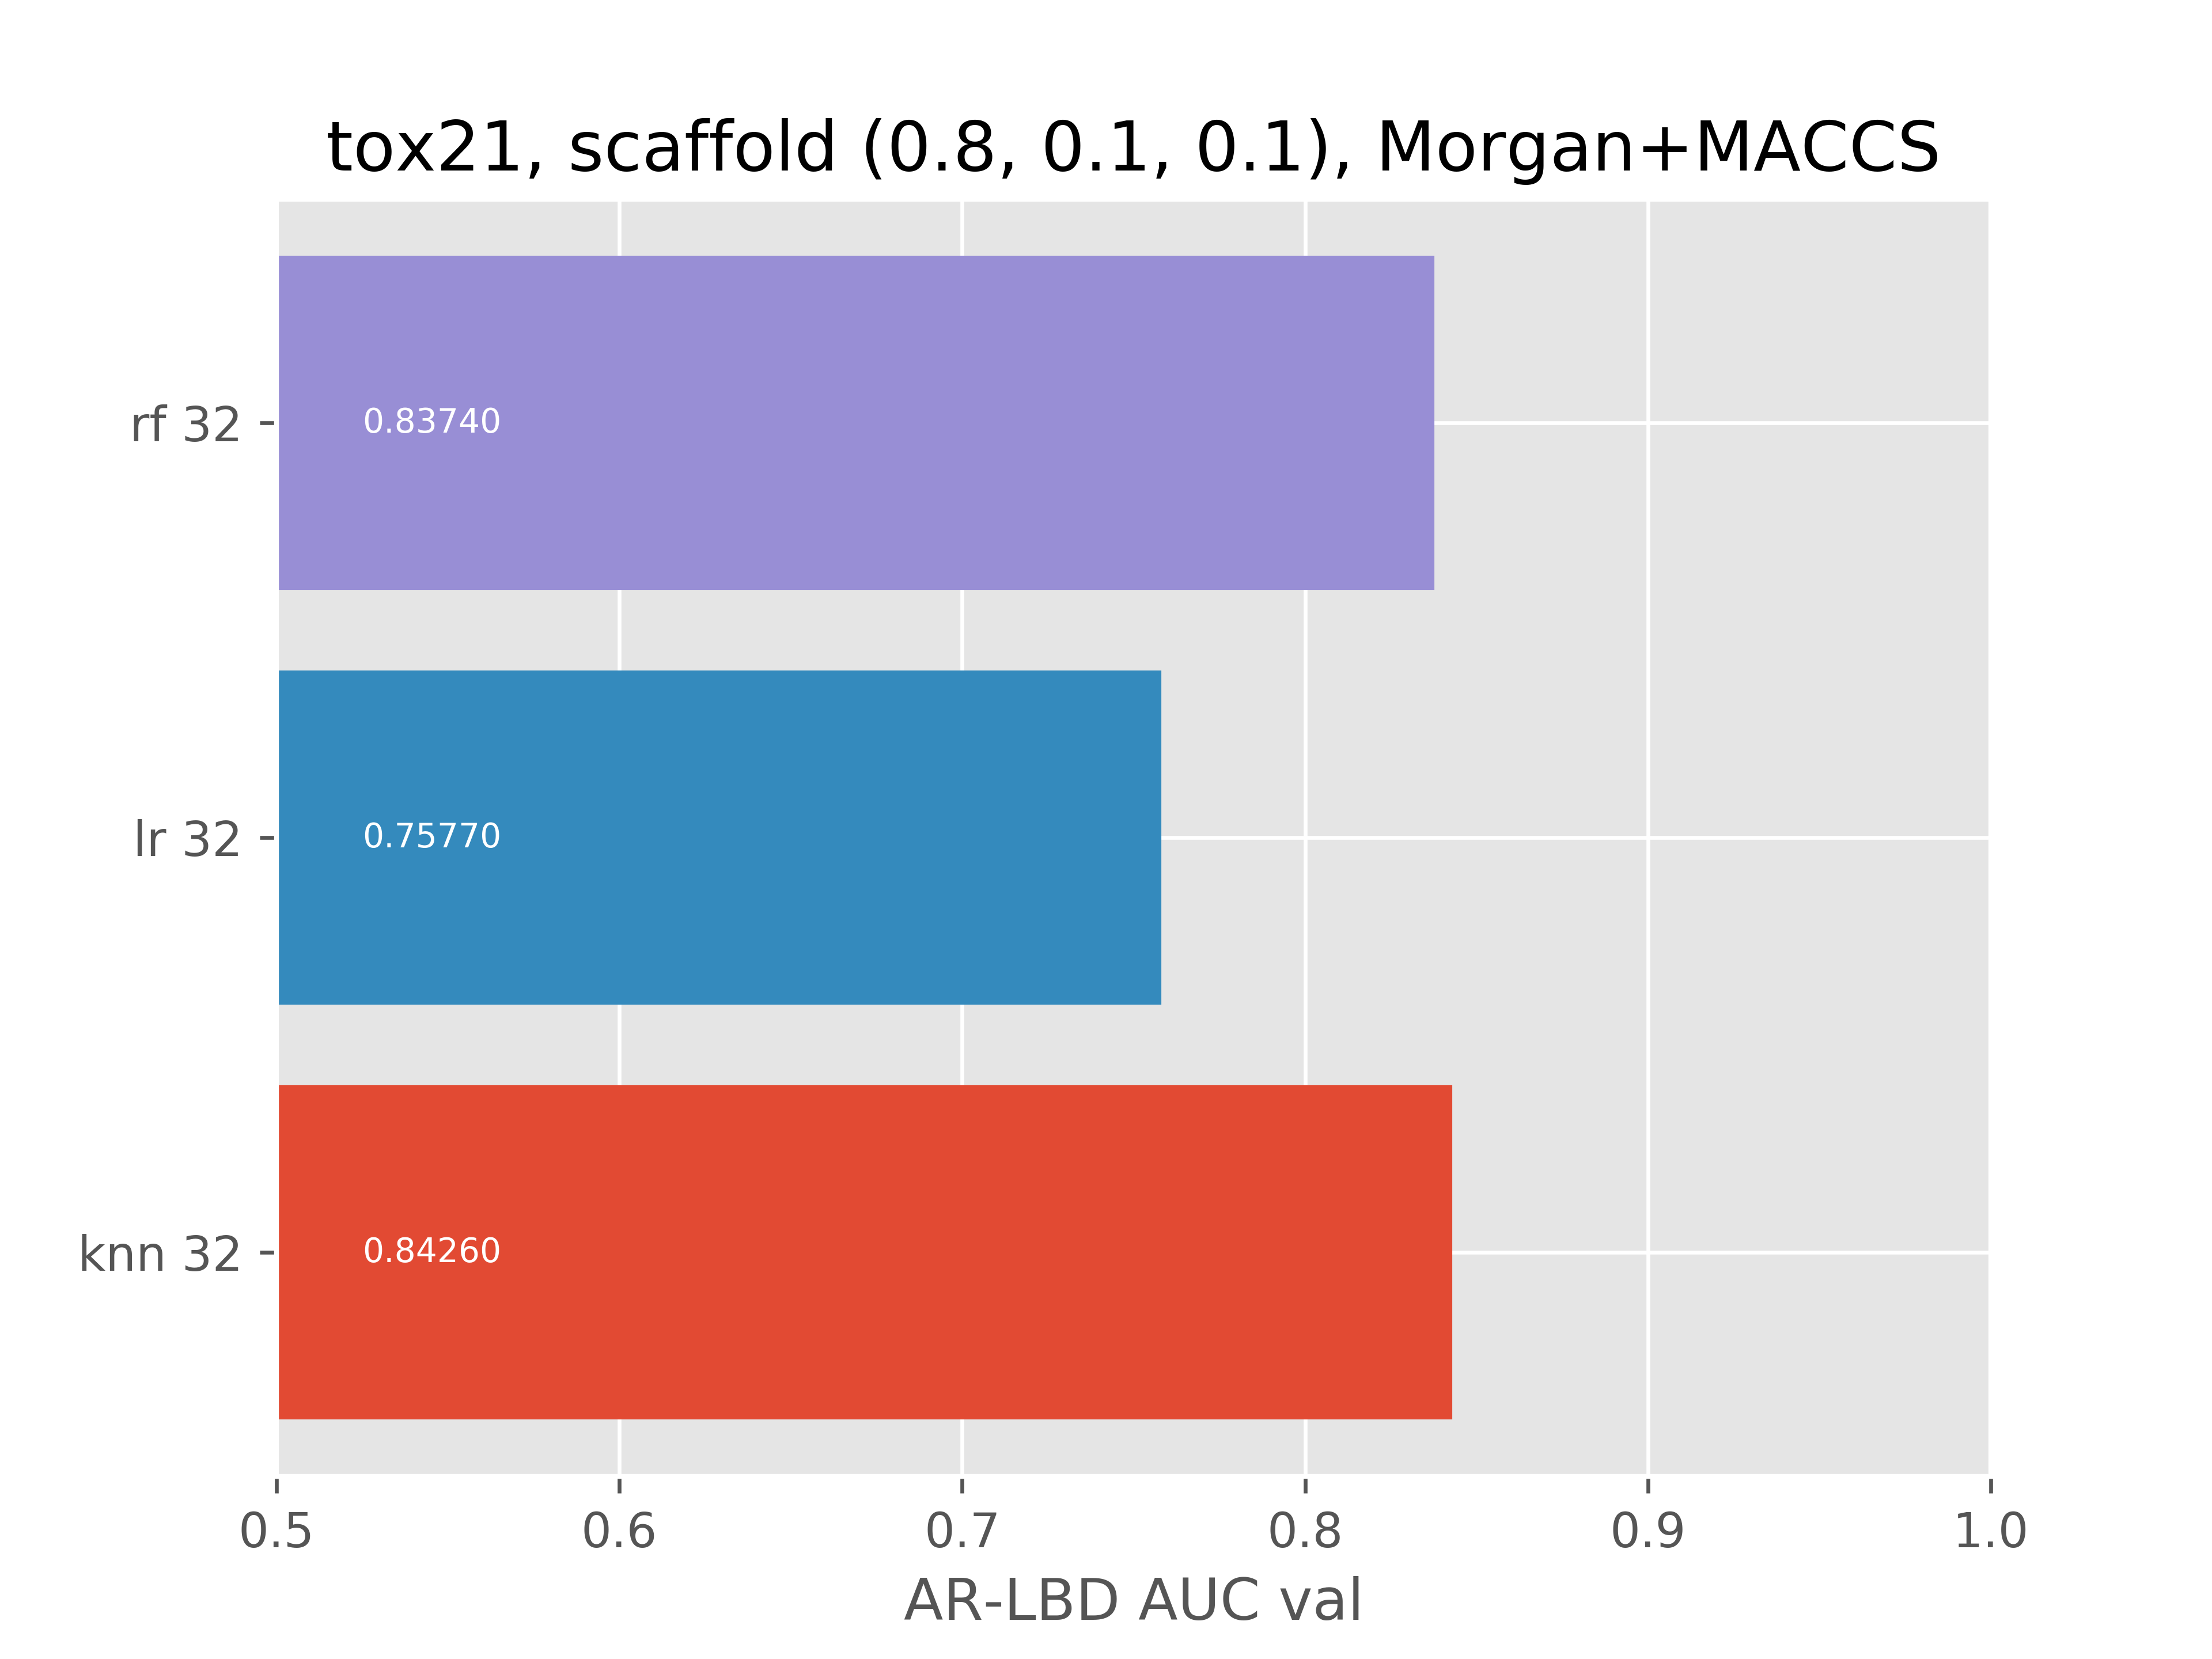 tox21, scaffold (0.8, 0.1, 0.1), Morgan+MACCS
rf 32
0.83740
lr 32
0.75770
knn 32
0.84260
0.5 0.6 0.7 0.8 0.9 1.0
AR-LBD AUC val